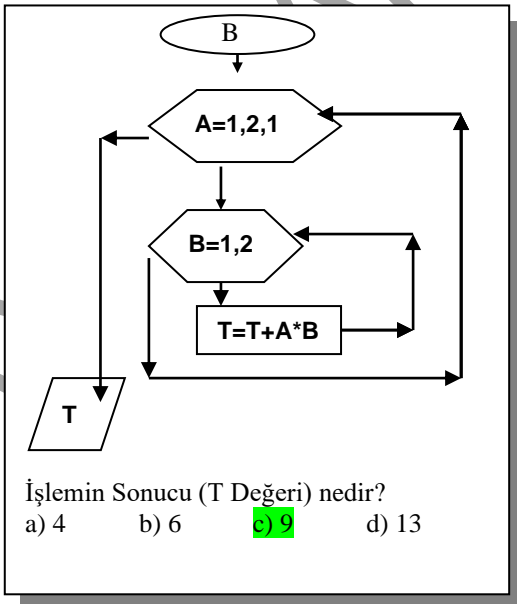 B
A=1,2,1
B=1,2
T=T+A*B
T
İşlemin Sonucu (T Değeri) nedir?
a) 4 b) 6 c) 9 d) 13